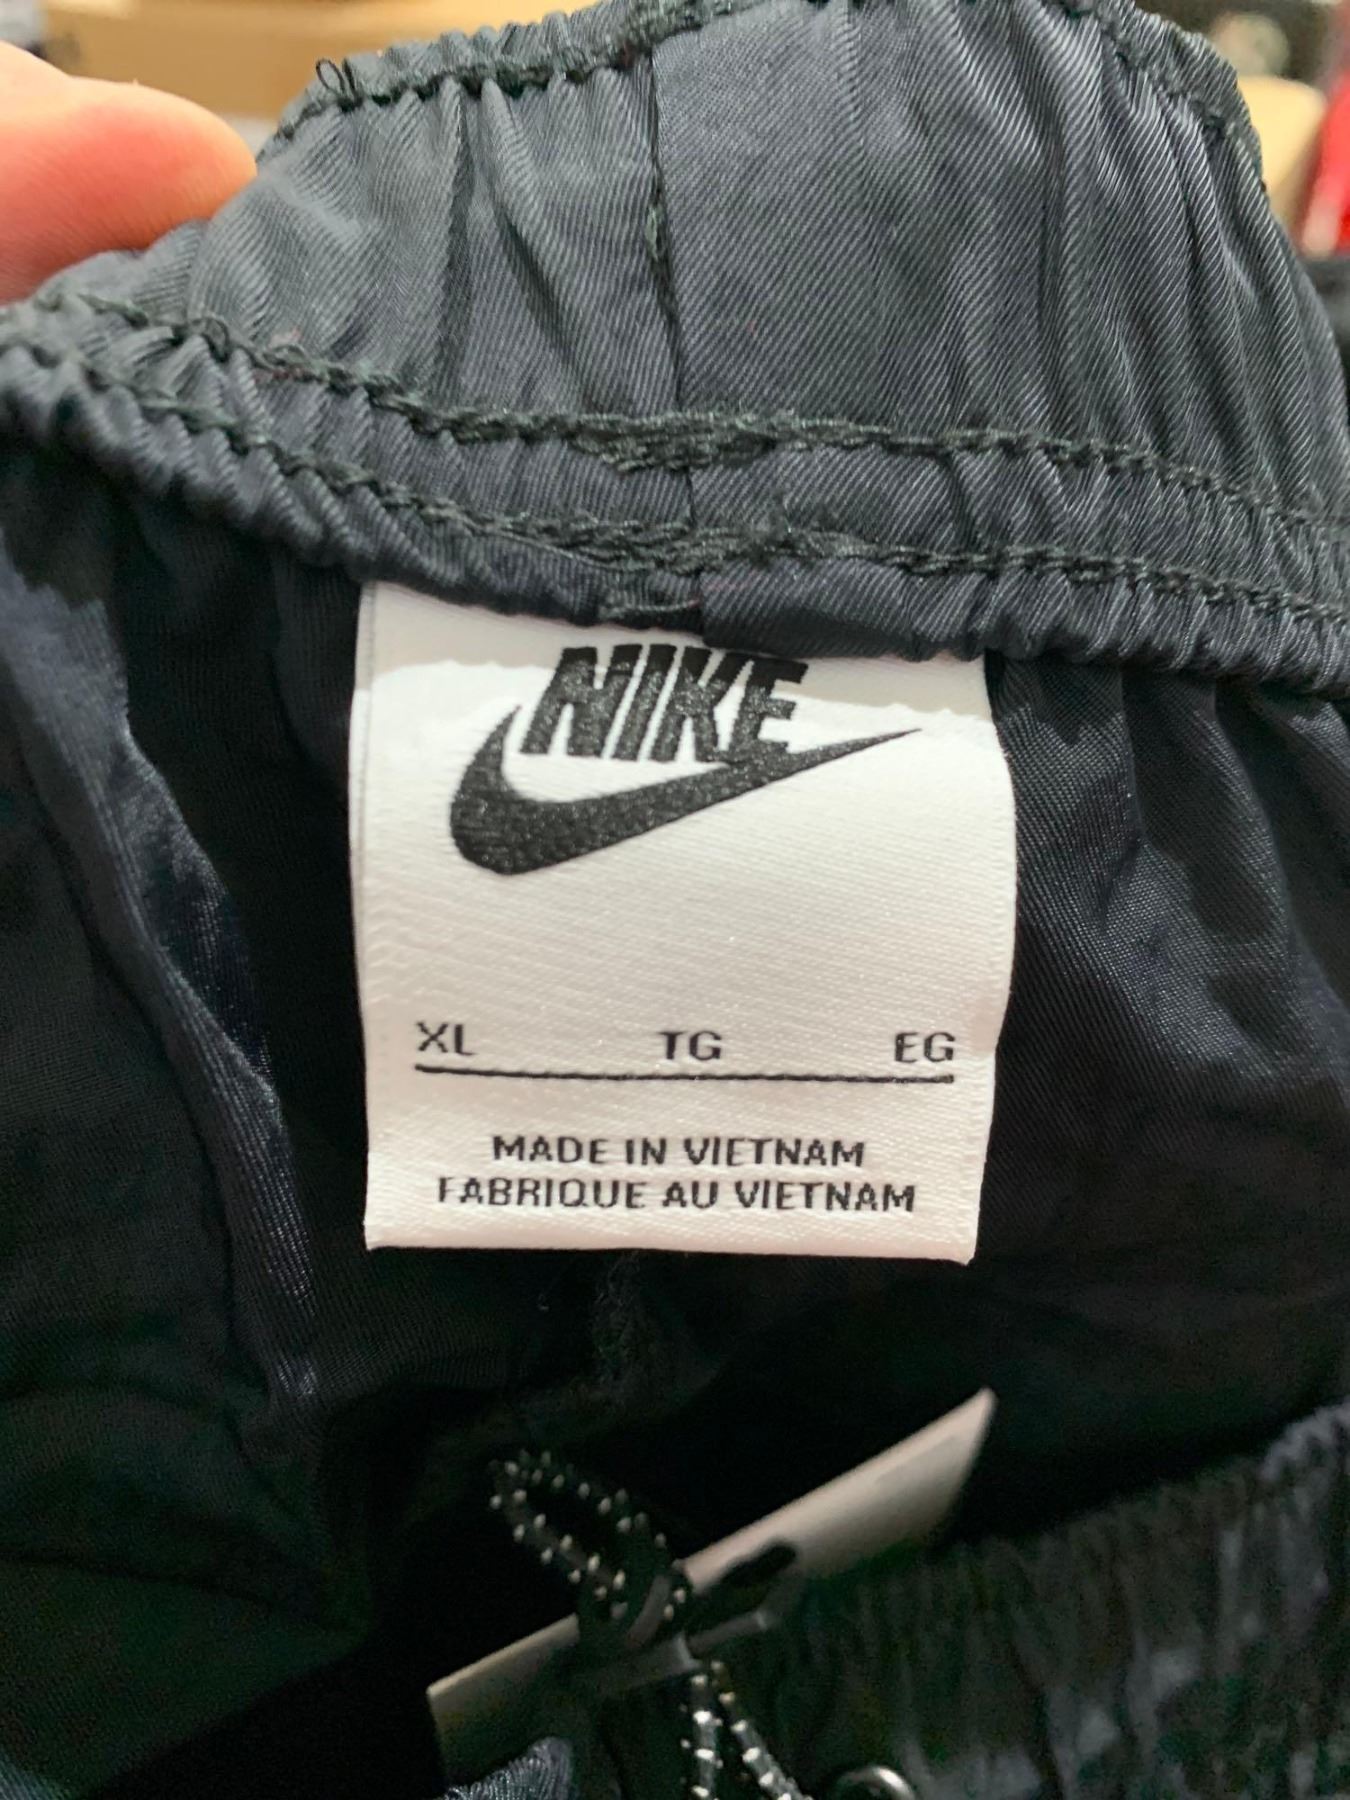 NIKE
XL TG EG
MADE IN VIETNAM
FABRIQUE AU VIETNAM